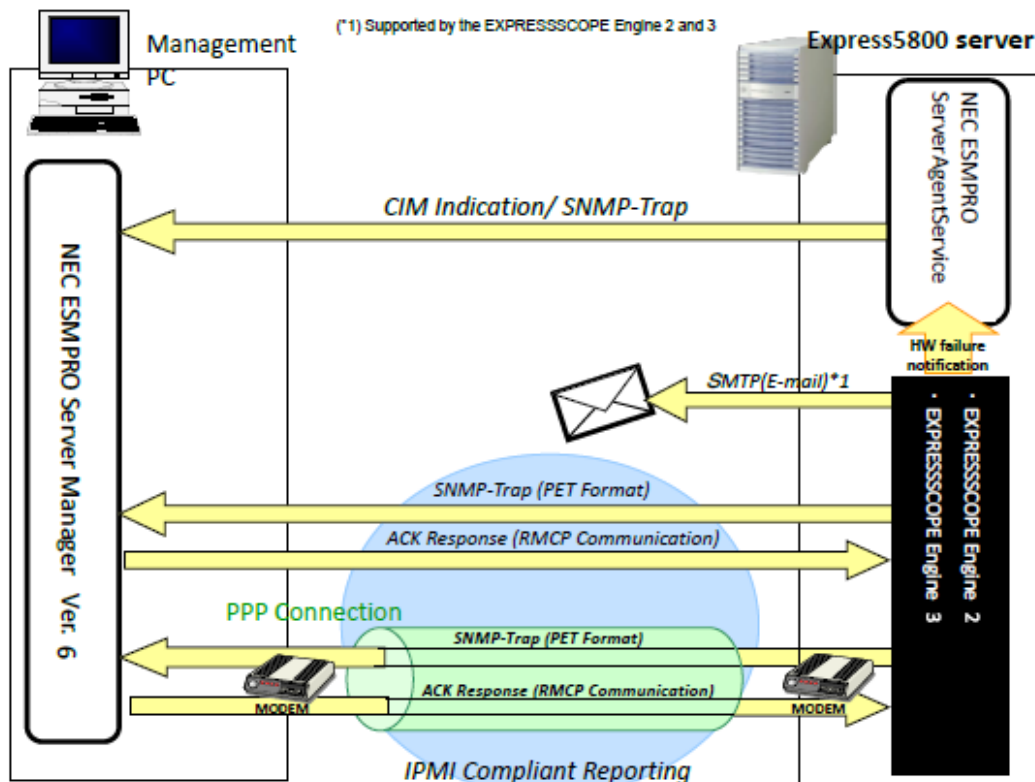 (*1) Supported by the EXPRESSSCOPE Engine 2 and 3
Management
PC
Express5800 server
NEC ESMPRO
ServerAgentService
CIM Indication/ SNMP-Trap
HW failure
notification
SMTP(E-mail)*1
NEC ESMPRO Server Manager Ver. 6
・EXPRESSSCOPE Engine 2
・EXPRESSSCOPE Engine 3
SNMP-Trap (PET Format)
ACK Response (RMCP Communication)
PPP Connection
SNMP-Trap (PET Format)
ACK Response (RMCP Communication)
MODEM
MODEM
IPMI Compliant Reporting